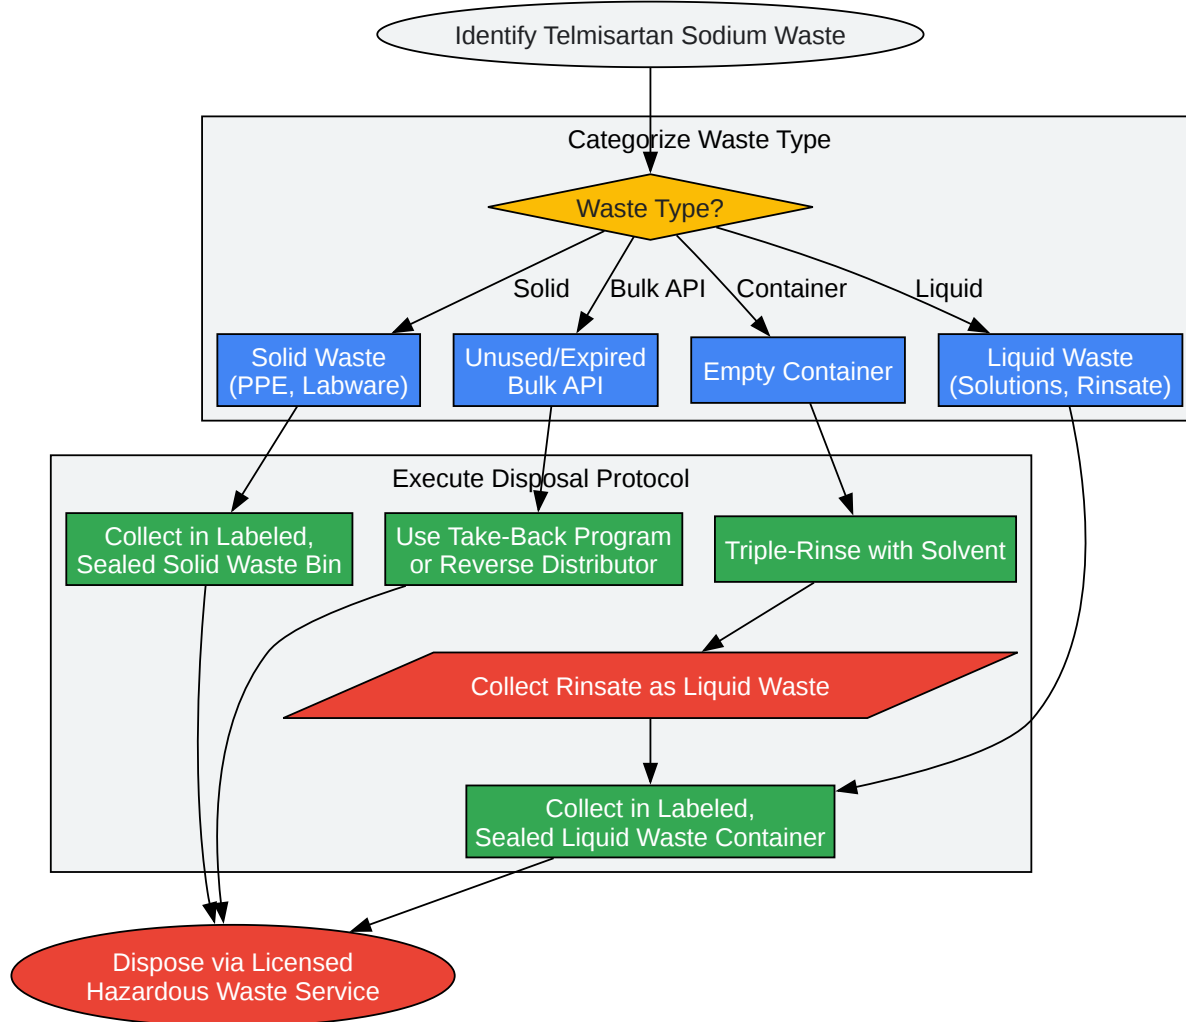 Identify Telmisartan Sodium Waste
Categorize Waste Type
Waste Type?
Solid
Bulk API
Container
Liquid
Solid Waste
(PPE, Labware)
Unused/Expired
Bulk API
Empty Container
Liquid Waste
(Solutions, Rinsate)
Execute Disposal Protocol
Collect in Labeled,
Sealed Solid Waste Bin
Use Take-Back Program
or Reverse Distributor
Triple-Rinse with Solvent
Collect Rinsate as Liquid Waste
Collect in Labeled,
Sealed Liquid Waste Container
Dispose via Licensed
Hazardous Waste Service